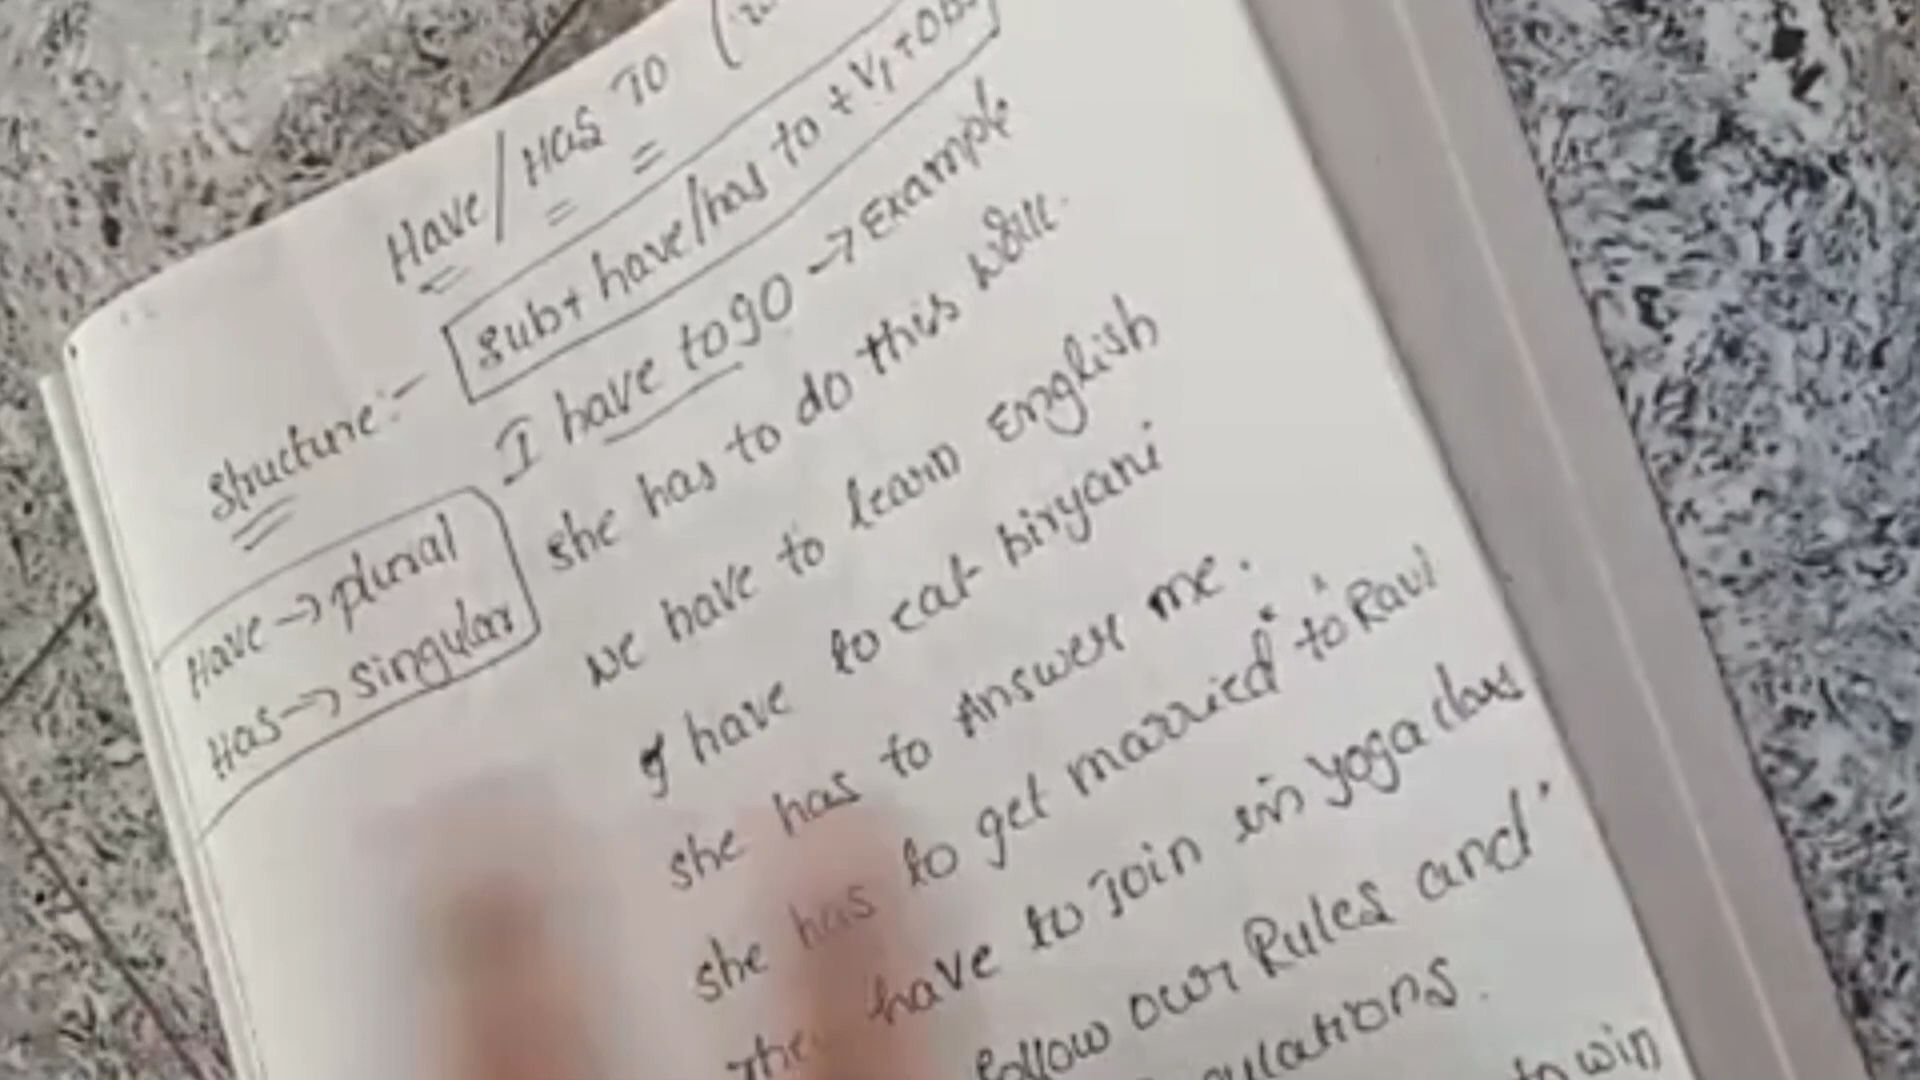 Have/Has TO
Structure:- Sub+ have/has to + V1 + Obj
I have to go → Example
She has to do this
we have to learn English
I have to eat biryani
she has to Answer me.
she has to get married to Ravi
have to Join in yoga class
follow our Rules and
to win
Have → plural
Has → singular